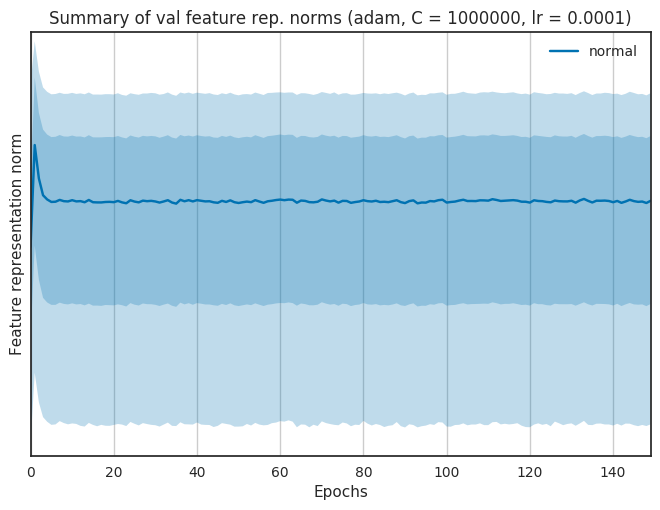 Summary of val feature rep. norms (adam, C = 1000000, lr = 0.0001)
normal
Feature representation norm
0 20 40 60 80 100 120 140
Epochs